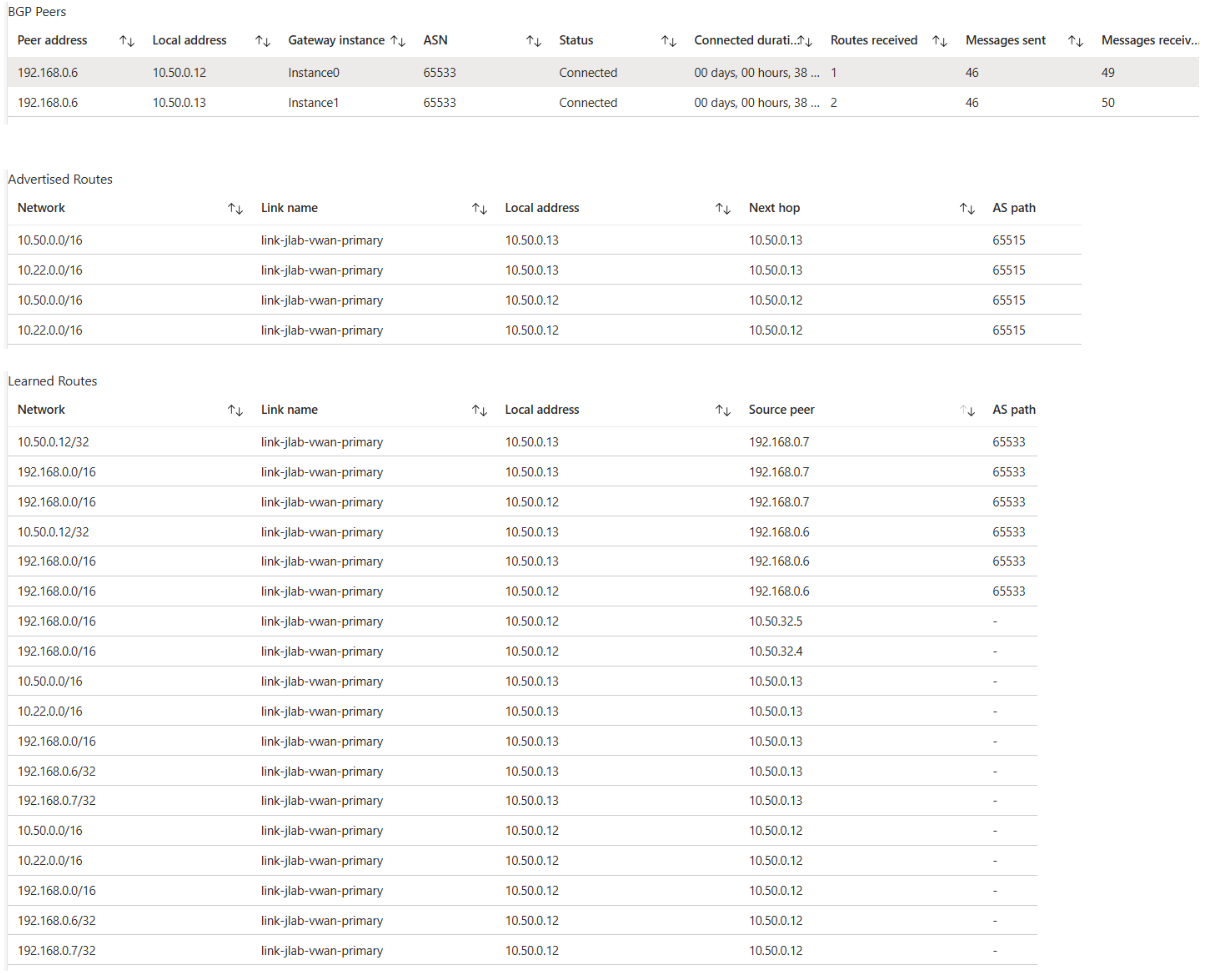 BGP Peers
Peer address Local address Gateway instance ASN Status Connected durati... Routes received Messages sent Messages receiv...
192.168.0.6 10.50.0.12 Instance0 65533 Connected 00 days, 00 hours, 38 ... 1 46 49
192.168.0.6 10.50.0.13 Instance1 65533 Connected 00 days, 00 hours, 38 ... 2 46 50
Advertised Routes
Network Link name Local address Next hop AS path
10.50.0.0/16 link-jlab-vwan-primary 10.50.0.13 10.50.0.13 65515
10.22.0.0/16 link-jlab-vwan-primary 10.50.0.13 10.50.0.13 65515
10.50.0.0/16 link-jlab-vwan-primary 10.50.0.12 10.50.0.12 65515
10.22.0.0/16 link-jlab-vwan-primary 10.50.0.12 10.50.0.12 65515
Learned Routes
Network Link name Local address Source peer AS path
10.50.0.12/32 link-jlab-vwan-primary 10.50.0.13 192.168.0.7 65533
192.168.0.0/16 link-jlab-vwan-primary 10.50.0.13 192.168.0.7 65533
192.168.0.0/16 link-jlab-vwan-primary 10.50.0.12 192.168.0.7 65533
10.50.0.12/32 link-jlab-vwan-primary 10.50.0.13 192.168.0.6 65533
192.168.0.0/16 link-jlab-vwan-primary 10.50.0.13 192.168.0.6 65533
192.168.0.0/16 link-jlab-vwan-primary 10.50.0.12 192.168.0.6 65533
192.168.0.0/16 link-jlab-vwan-primary 10.50.0.12 10.50.32.5 -
192.168.0.0/16 link-jlab-vwan-primary 10.50.0.12 10.50.32.4 -
10.50.0.0/16 link-jlab-vwan-primary 10.50.0.13 10.50.0.13 -
10.22.0.0/16 link-jlab-vwan-primary 10.50.0.13 10.50.0.13 -
192.168.0.0/16 link-jlab-vwan-primary 10.50.0.13 10.50.0.13 -
192.168.0.6/32 link-jlab-vwan-primary 10.50.0.13 10.50.0.13 -
192.168.0.7/32 link-jlab-vwan-primary 10.50.0.13 10.50.0.13 -
10.50.0.0/16 link-jlab-vwan-primary 10.50.0.12 10.50.0.12 -
10.22.0.0/16 link-jlab-vwan-primary 10.50.0.12 10.50.0.12 -
192.168.0.0/16 link-jlab-vwan-primary 10.50.0.12 10.50.0.12 -
192.168.0.6/32 link-jlab-vwan-primary 10.50.0.12 10.50.0.12 -
192.168.0.7/32 link-jlab-vwan-primary 10.50.0.12 10.50.0.12 -